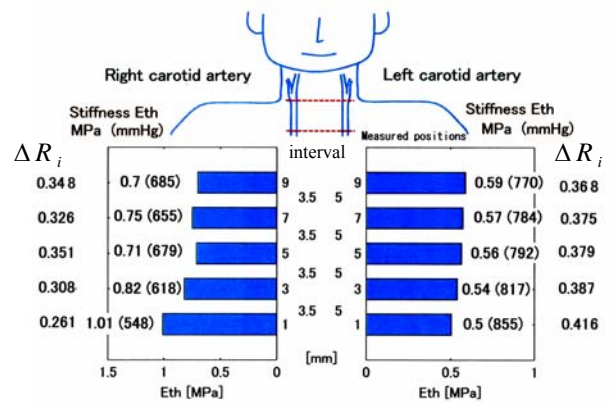 Right carotid artery
Left carotid artery
Stiffness Eth
MPa (mmHg)
Stiffness Eth
MPa (mmHg)
Measured positions
interval
ΔR i
ΔR i
0.348 0.7 (685) 9 9 0.59 (770) 0.368
3.5 5
0.326 0.75 (655) 7 7 0.57 (784) 0.375
3.5 5
0.351 0.71 (679) 5 5 0.56 (792) 0.379
3.5 5
0.308 0.82 (618) 3 3 0.54 (817) 0.387
3.5 5
0.261 1.01 (548) 1 1 0.5 (855) 0.416
[mm]
1.5 1 0.5 0 0 0.5 1
Eth [MPa] Eth [MPa]